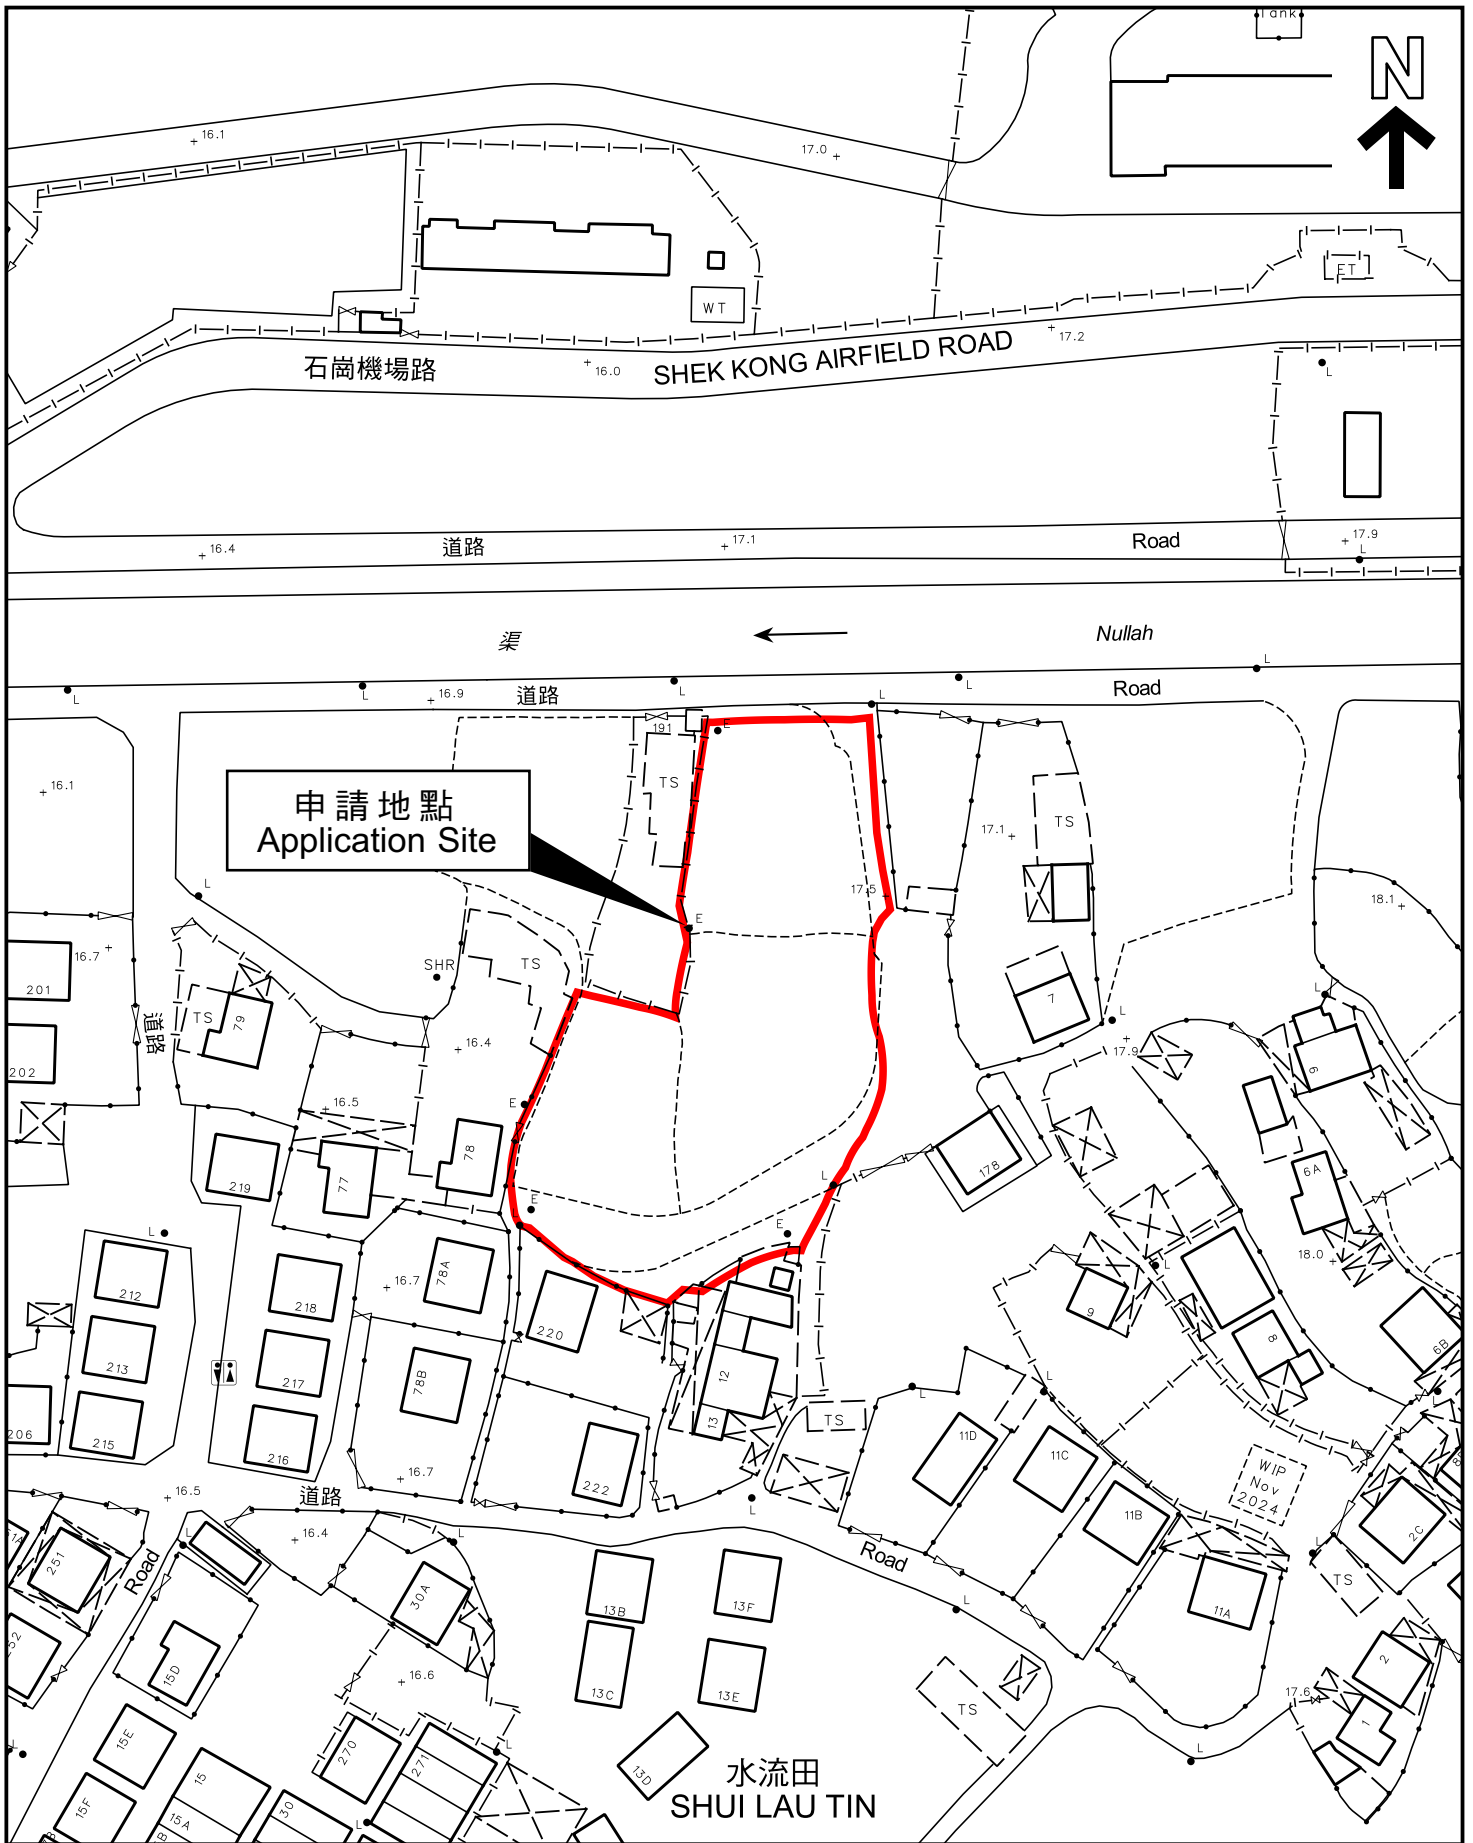 Tank
N
16.1
17.0
ET
WT
17.2
石崗機場路
16.0
SHEK KONG AIRFIELD ROAD
L
16.4
道路
17.1
Road
17.9
L
渠
Nullah
L
L
16.9
道路
L
L
Road
L
L
191
L
TS
16.1
申請地點
Application Site
17.1
TS
L
17.5
18.1
E
16.7
SHR
TS
201
7
L
L
TS
79
道路
16.4
17.9
202
6
16.5
E
78
178
6A
219
77
L
E
E
L
18.0
212
218
16.7
78A
L
9
220
8
6B
213
217
78B
12
L
L
L
206
215
216
13
TS
11D
11C
WIP
Nov
2024
16.7
222
16.5
道路
L
11B
2C
16.4
L
L
Road
L
TS
251
Road
30A
13B
13F
11A
L
252
15D
16.6
13C
13E
2
TS
17.6
1
15E
270
271
L
L
L
13D
水流田
SHUI LAU TIN
15
15F
15A
30
L